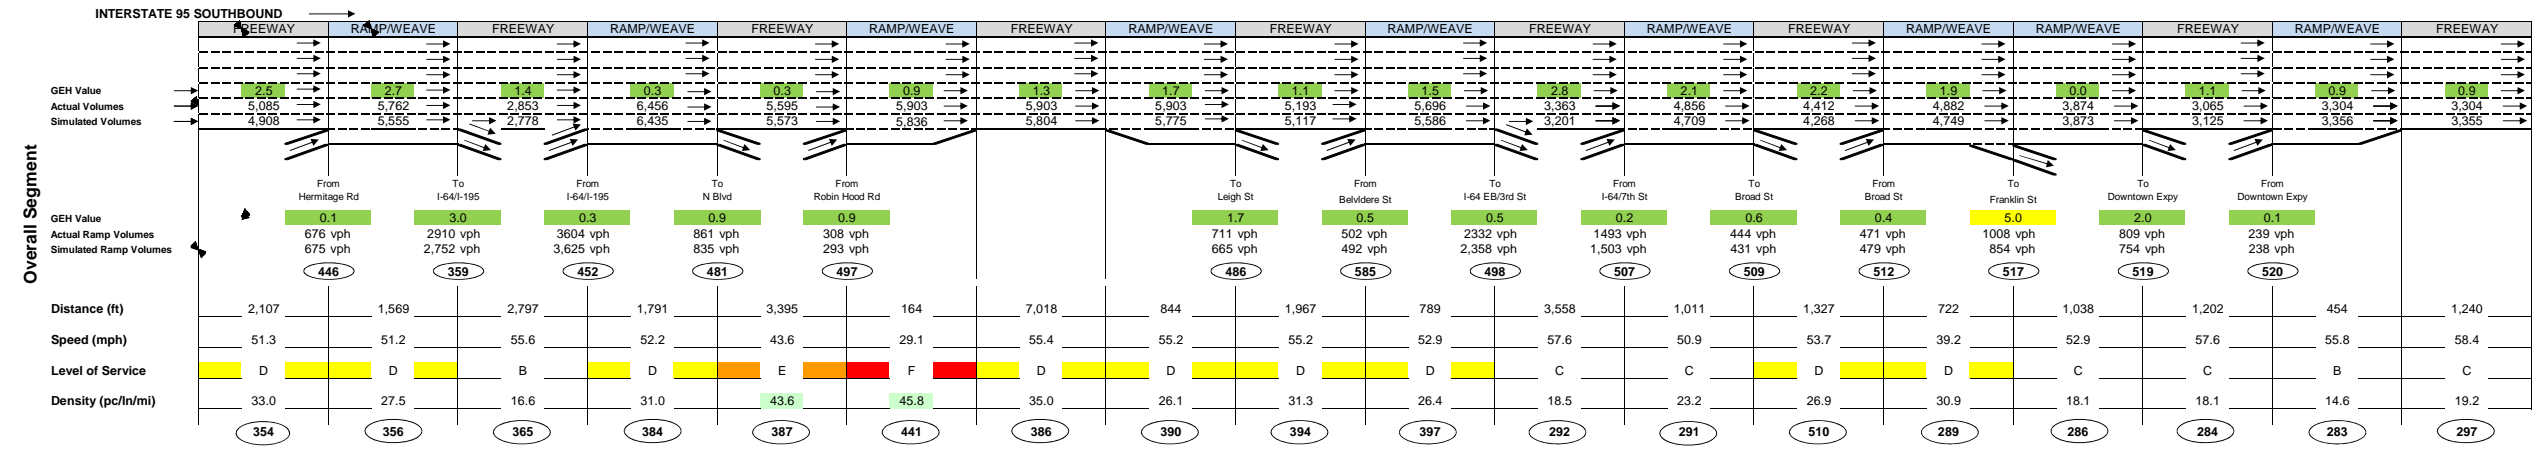 INTERSTATE 95 SOUTHBOUND
FREEWAY RAMP/WEAVE FREEWAY RAMP/WEAVE FREEWAY RAMP/WEAVE FREEWAY RAMP/WEAVE FREEWAY RAMP/WEAVE FREEWAY RAMP/WEAVE FREEWAY RAMP/WEAVE RAMP/WEAVE FREEWAY RAMP/WEAVE FREEWAY
GEH Value 2.5 2.7 1.4 0.3 0.3 0.9 1.3 1.7 1.1 1.5 2.8 2.1 2.2 1.9 0.0 1.1 0.9 0.9
Actual Volumes 5,085 5,762 2,853 6,456 5,595 5,903 5,903 5,903 5,193 5,696 3,363 4,856 4,412 4,882 3,874 3,065 3,304 3,304
Simulated Volumes 4,908 5,555 2,778 6,435 5,573 5,836 5,804 5,775 5,117 5,586 3,201 4,709 4,268 4,749 3,873 3,125 3,356 3,355
Overall Segment
From To From To From To From To From To From To To From
Hermitage Rd I-64/I-195 I-64/I-195 N Blvd Robin Hood Rd Leigh St Belvldere St I-64 EB/3rd St I-64/7th St Broad St Broad St Franklin St Downtown Expy Downtown Expy
GEH Value 0.1 3.0 0.3 0.9 0.9 1.7 0.5 0.5 0.2 0.6 0.4 5.0 2.0 0.1
Actual Ramp Volumes 676 vph 2910 vph 3604 vph 861 vph 308 vph 711 vph 502 vph 2332 vph 1493 vph 444 vph 471 vph 1008 vph 809 vph 239 vph
Simulated Ramp Volumes 675 vph 2,752 vph 3,625 vph 835 vph 293 vph 665 vph 492 vph 2,358 vph 1,503 vph 431 vph 479 vph 854 vph 754 vph 238 vph
446 359 452 481 497 486 585 498 507 509 512 517 519 520
Distance (ft) 2,107 1,569 2,797 1,791 3,395 164 7,018 844 1,967 789 3,558 1,011 1,327 722 1,038 1,202 454 1,240
Speed (mph) 51.3 51.2 55.6 52.2 43.6 29.1 55.4 55.2 55.2 52.9 57.6 50.9 53.7 39.2 52.9 57.6 55.8 58.4
Level of Service D D B D E F D D D D C C D D C C B C
Density (pc/ln/mi) 33.0 27.5 16.6 31.0 43.6 45.8 35.0 26.1 31.3 26.4 18.5 23.2 26.9 30.9 18.1 18.1 14.6 19.2
354 356 365 384 387 441 386 390 394 397 292 291 510 289 286 284 283 297